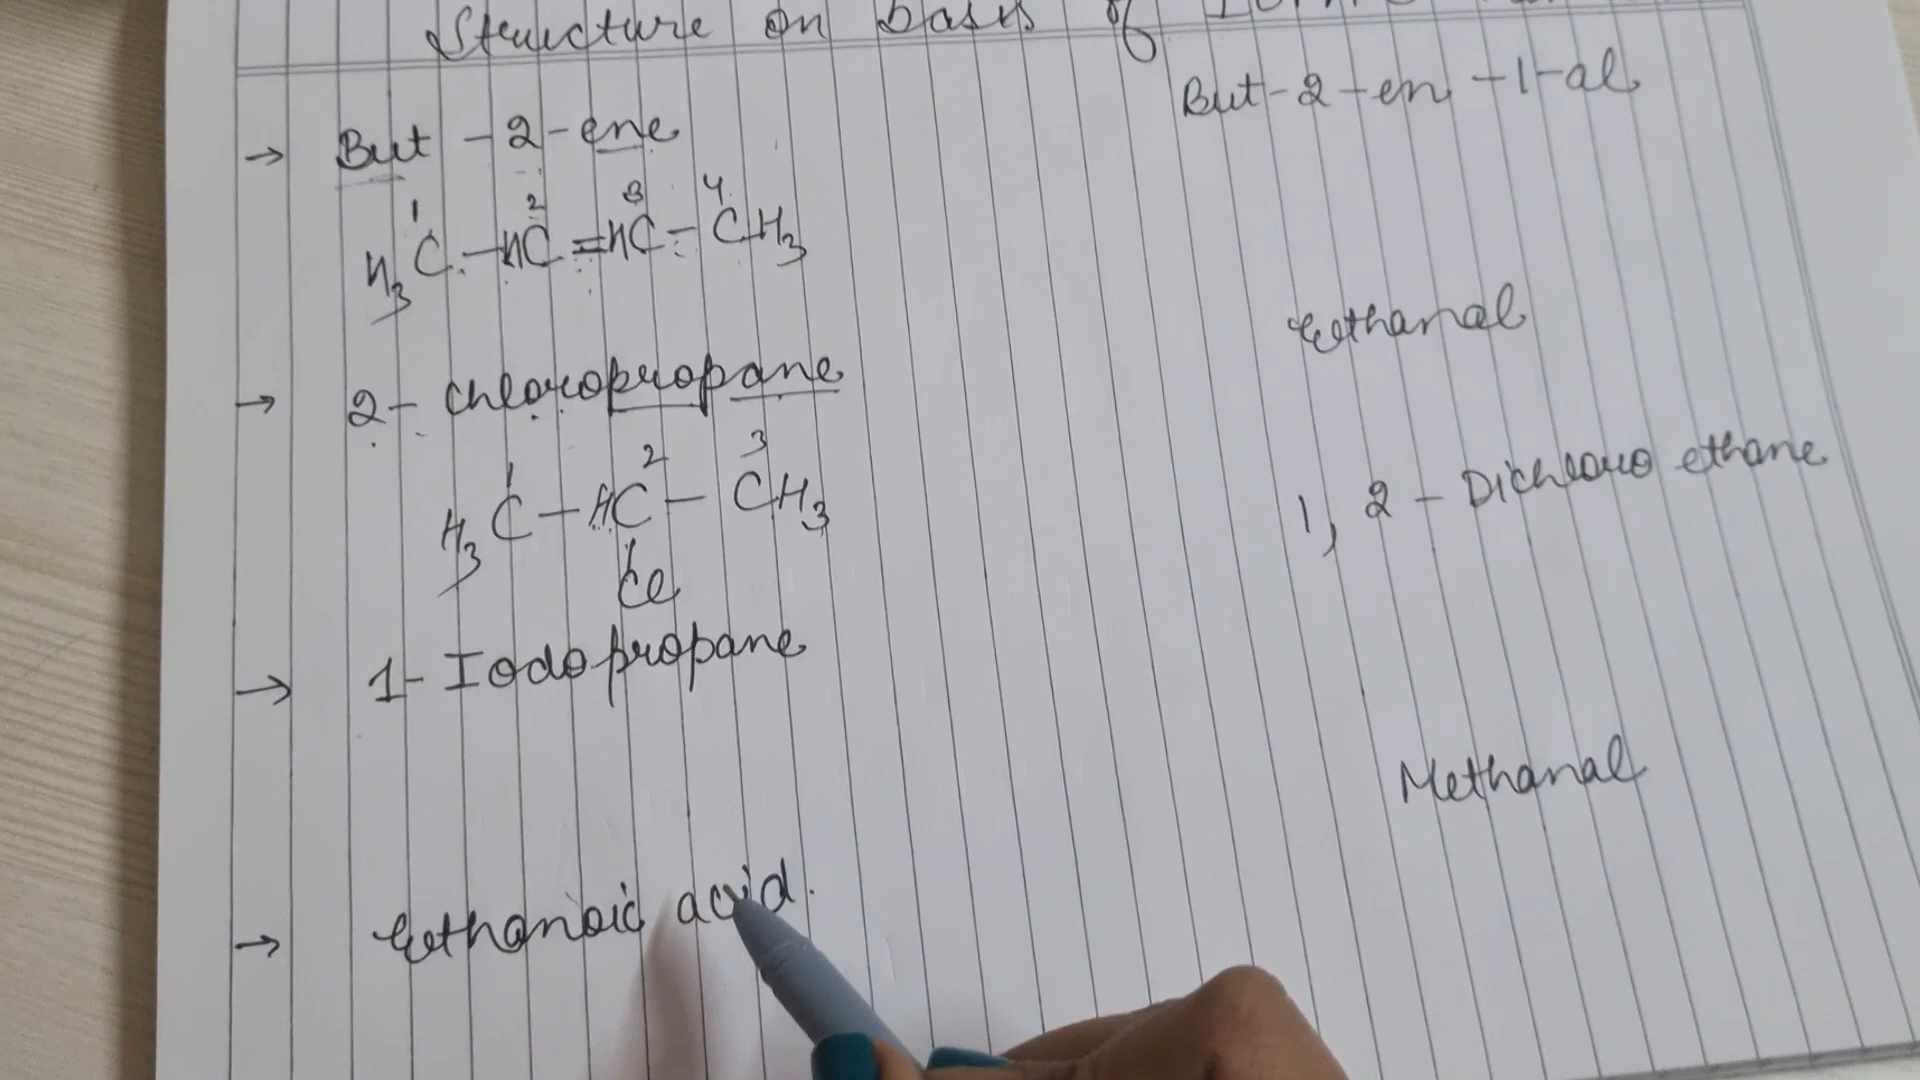 Structure on basis of
→ But - 2 - ene
1 2 3 4
H3C - HC = HC - CH3
→ 2 - Chloropropane
1 2 3
H3C - HC - CH3
Cl
→ 1 - Iodopropane
→ Ethanoic acid.
But - 2 - en - 1 - al
Ethanal
1, 2 - Dichloro ethane
Methanal